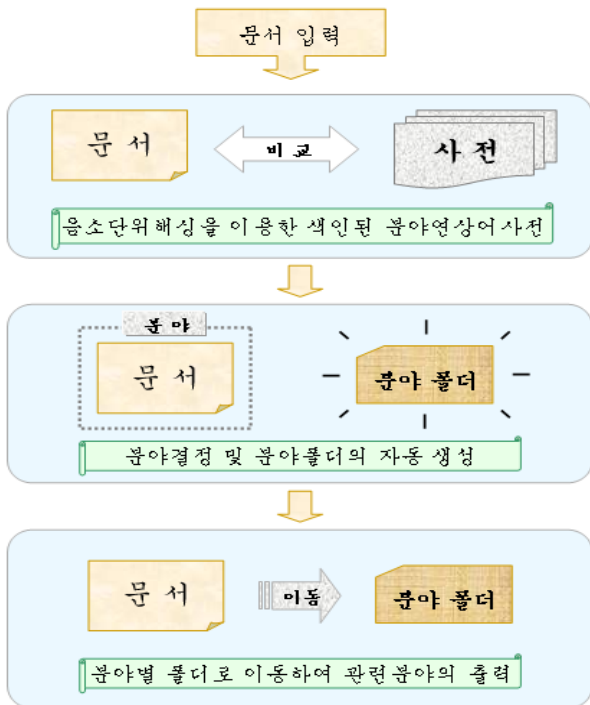 문서 입력
문 서
비 교
사 전
음소단위해싱을 이용한 색인된 분야연상어사전
분 야
문 서
분야 폴더
분야결정 및 분야폴더의 자동 생성
문 서
이동
분야 폴더
분야별 폴더로 이동하여 관련분야의 출력